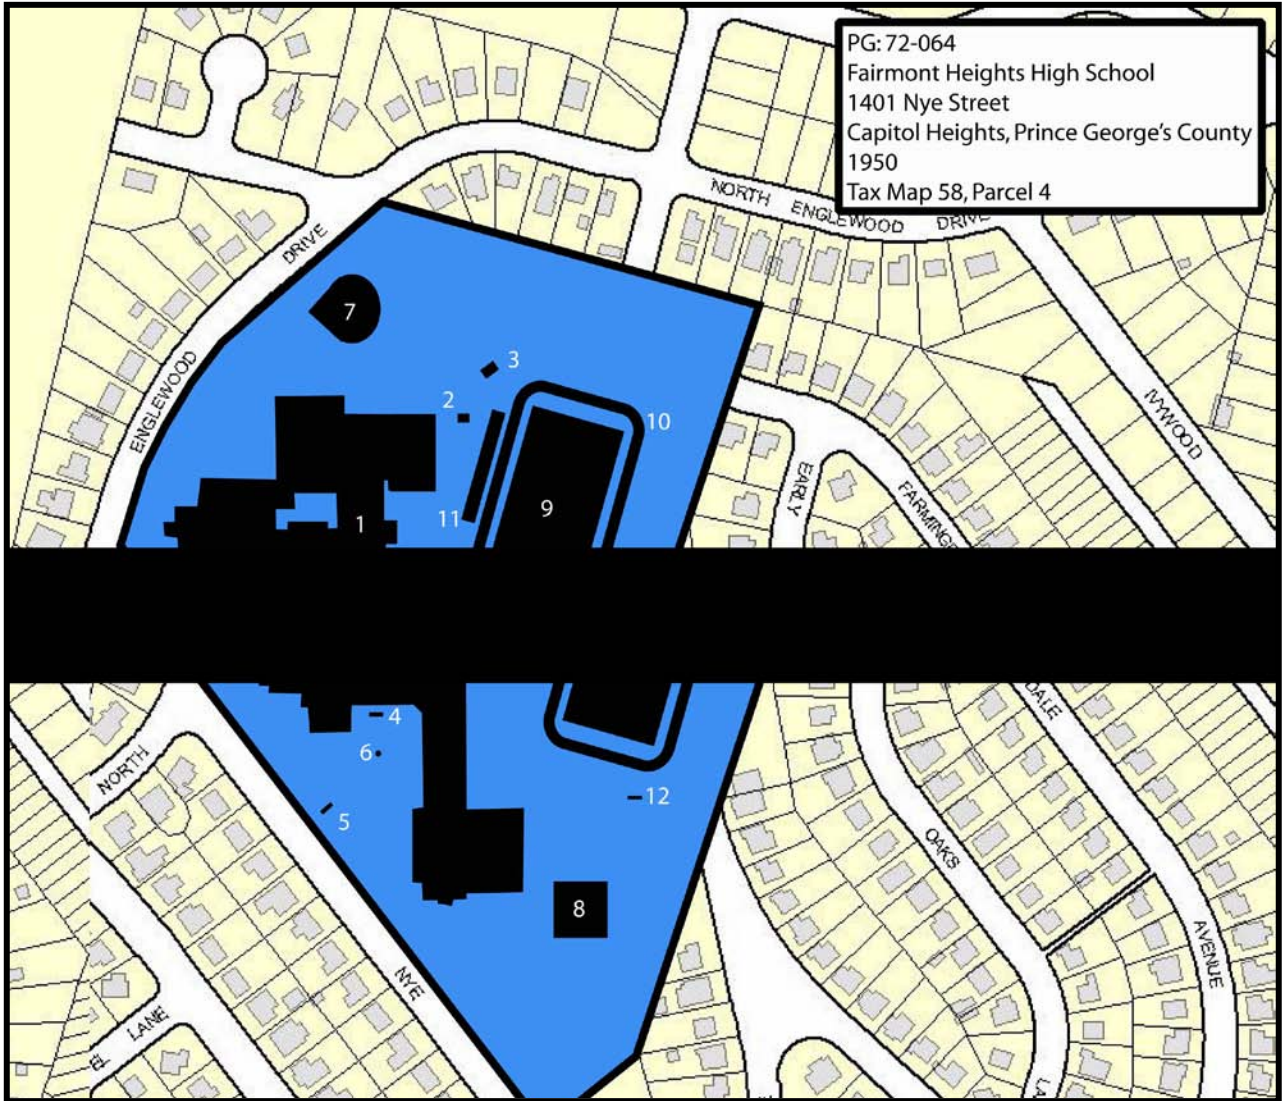 PG: 72-064
Fairmont Heights High School
1401 Nye Street
Capitol Heights, Prince George's County
1950
Tax Map 58, Parcel 4
NORTH ENGLEWOOD DRIVE
DRIVE
7
3
ENGLEWOOD
2
10
IVYWOOD
EARLY
11
9
FARMING
1
DALE
4
NORTH
6
12
5
OAKS
8
AVENUE
NYE
LANE
LA